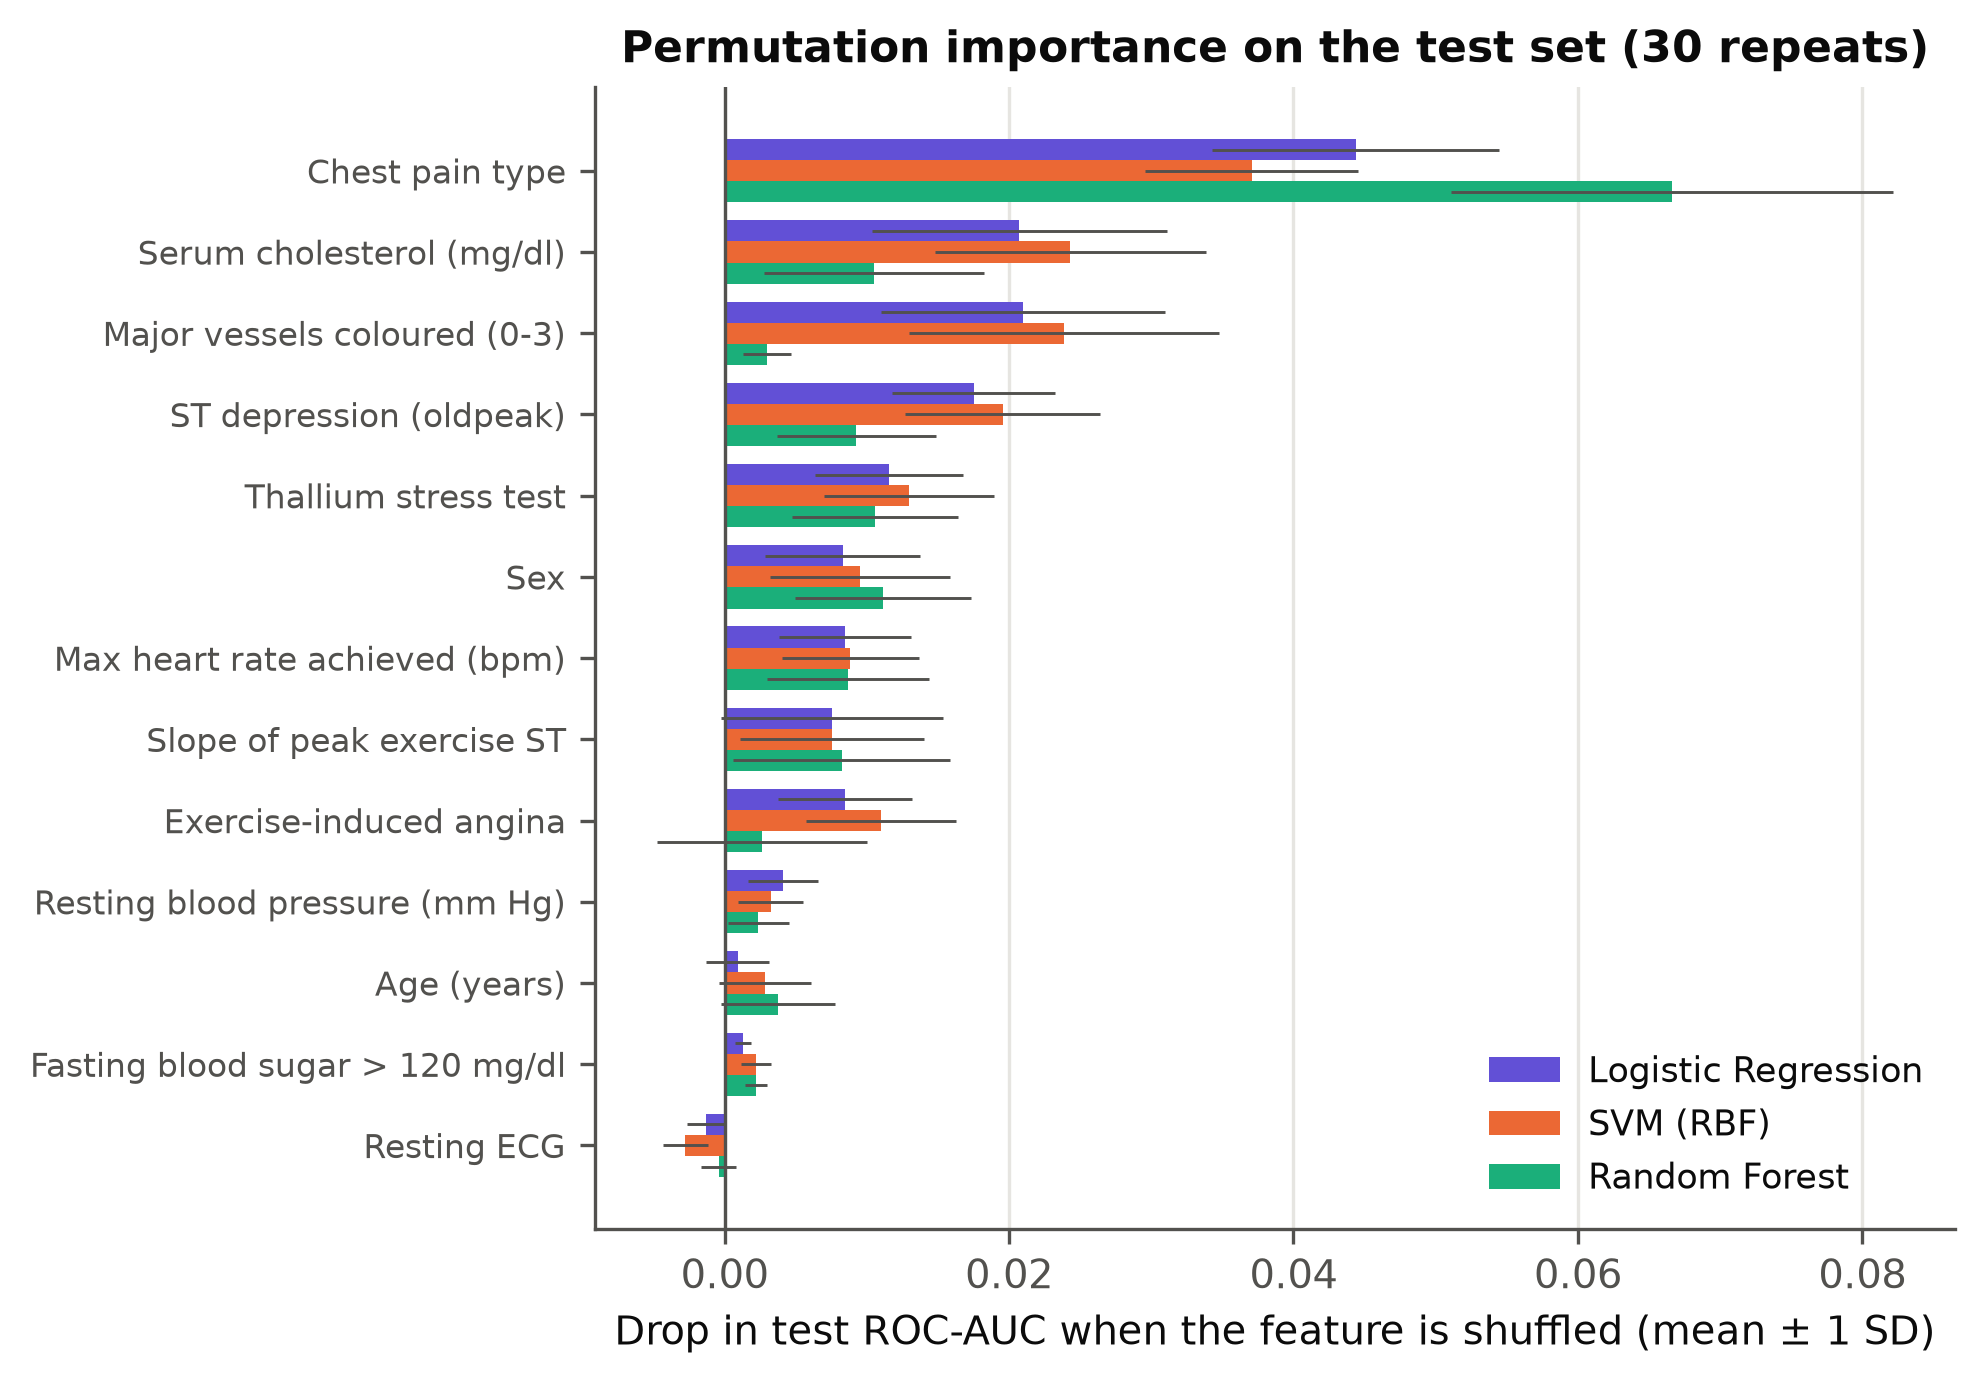 Permutation importance on the test set (30 repeats)
Chest pain type
Serum cholesterol (mg/dl)
Major vessels coloured (0-3)
ST depression (oldpeak)
Thallium stress test
Sex
Max heart rate achieved (bpm)
Slope of peak exercise ST
Exercise-induced angina
Resting blood pressure (mm Hg)
Age (years)
Fasting blood sugar > 120 mg/dl
Resting ECG
Logistic Regression
SVM (RBF)
Random Forest
0.00 0.02 0.04 0.06 0.08
Drop in test ROC-AUC when the feature is shuffled (mean ± 1 SD)